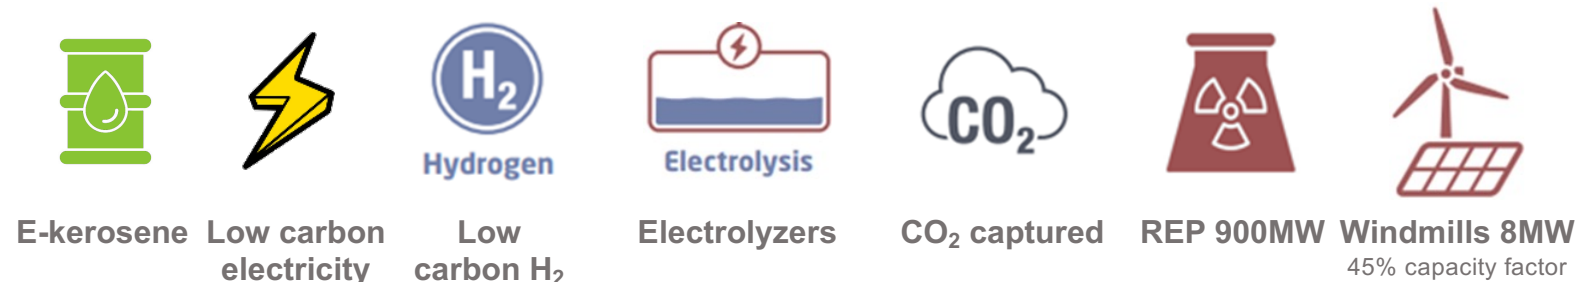 H2
Hydrogen
Electrolysis
CO2
E-kerosene
Low carbon
electricity
Low
carbon H2
Electrolyzers
CO2 captured
REP 900MW
Windmills 8MW
45% capacity factor